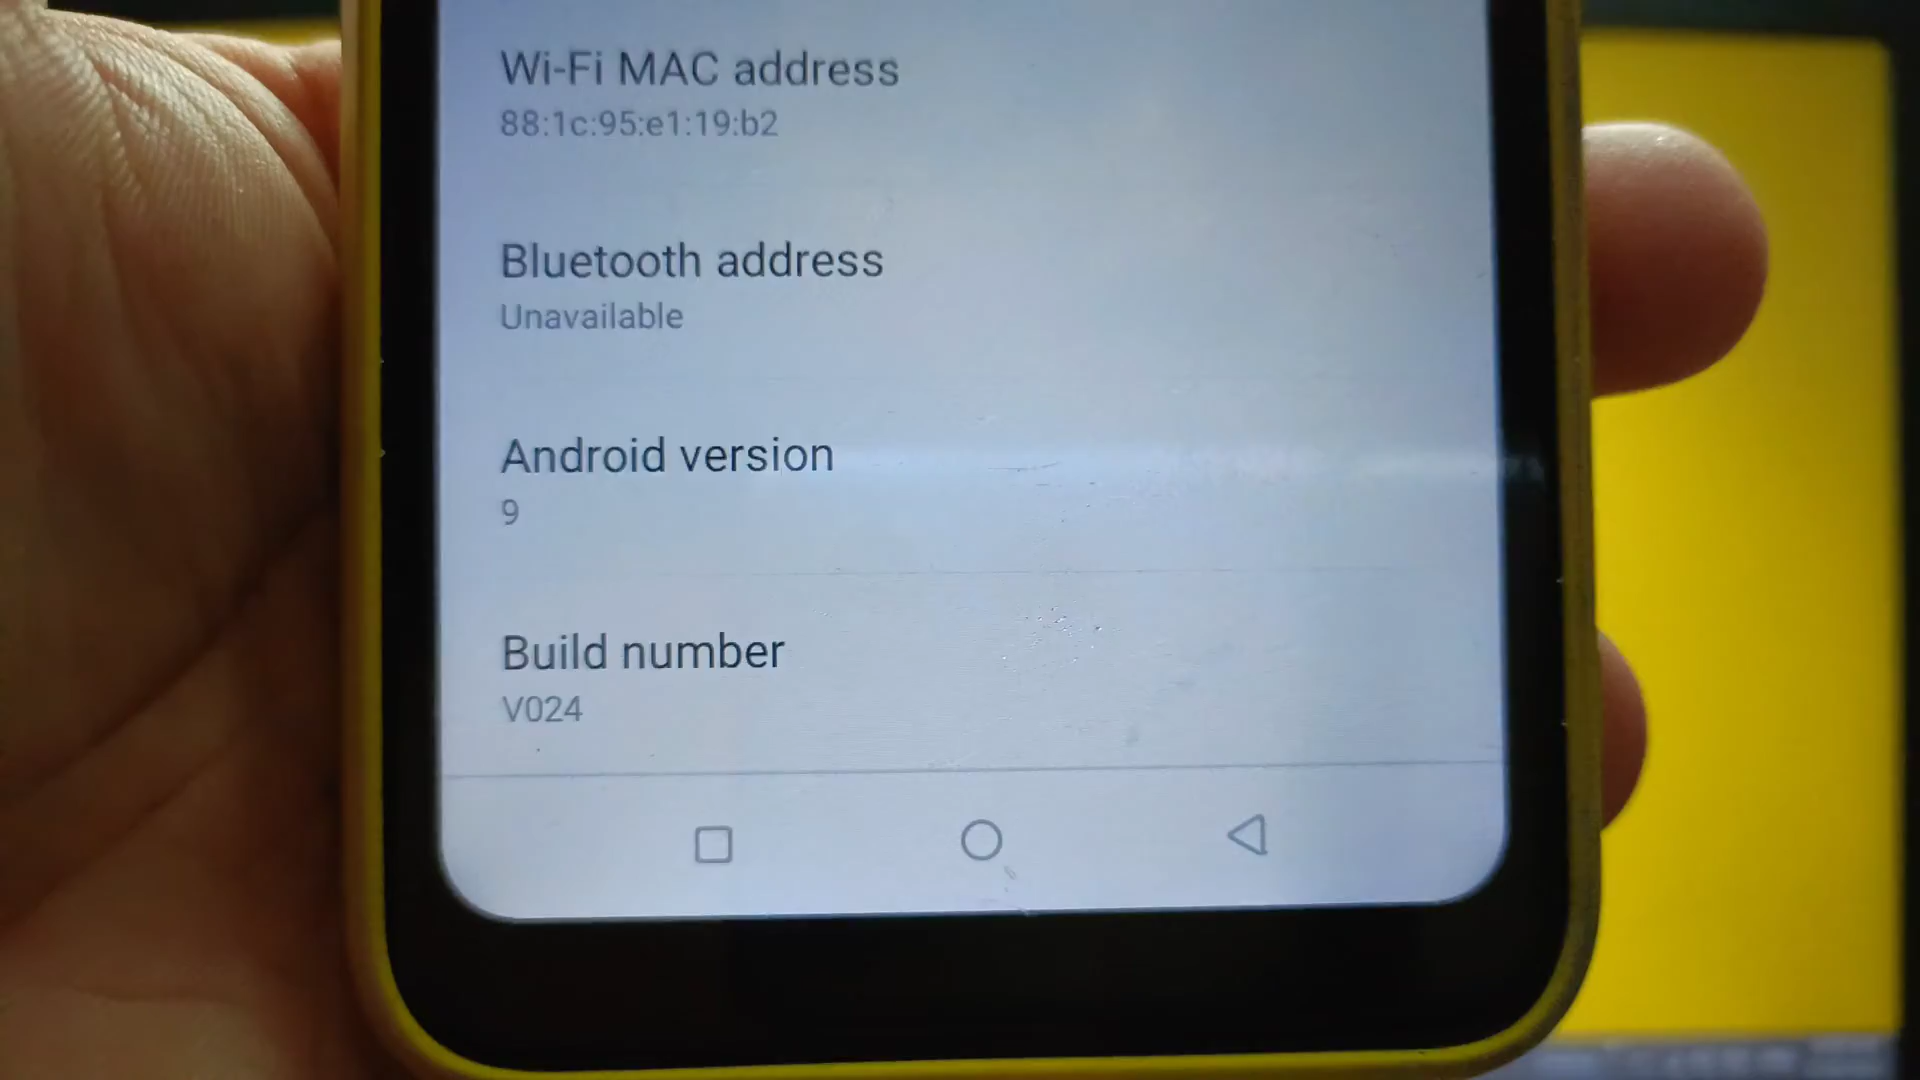 Wi-Fi MAC address
88:1c:95:e1:19:b2
Bluetooth address
Unavailable
Android version
9
Build number
V024